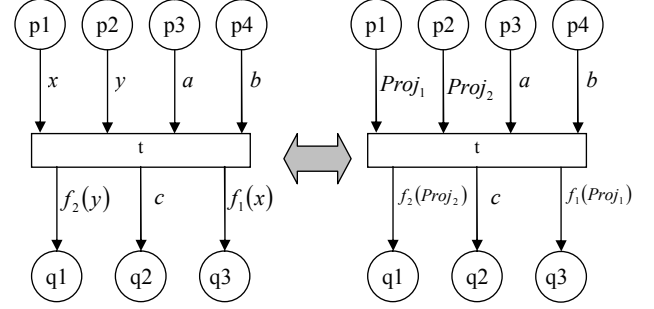 p1 p2 p3 p4 p1 p2 p3 p4
x y a b Proj₁ Proj₂ a b
t t
f₂(y) c f₁(x) f₂(Proj₂) c f₁(Proj₁)
q1 q2 q3 q1 q2 q3